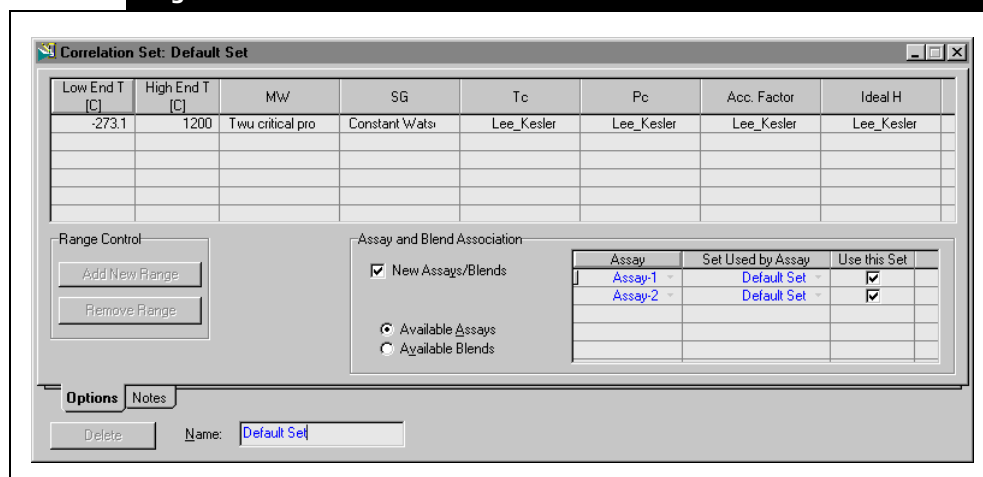 Correlation Set: Default Set
Low End T [C] High End T [C] MW SG Tc Pc Acc. Factor Ideal H
-273.1 1200 Twu critical pro Constant Wats Lee_Kesler Lee_Kesler Lee_Kesler Lee_Kesler
Range Control
Add New Range
Remove Range
Assay and Blend Association
New Assays/Blends
Available Assays
Available Blends
Assay Set Used by Assay Use this Set
Assay-1 Default Set
Assay-2 Default Set
Options Notes
Delete Name: Default Set